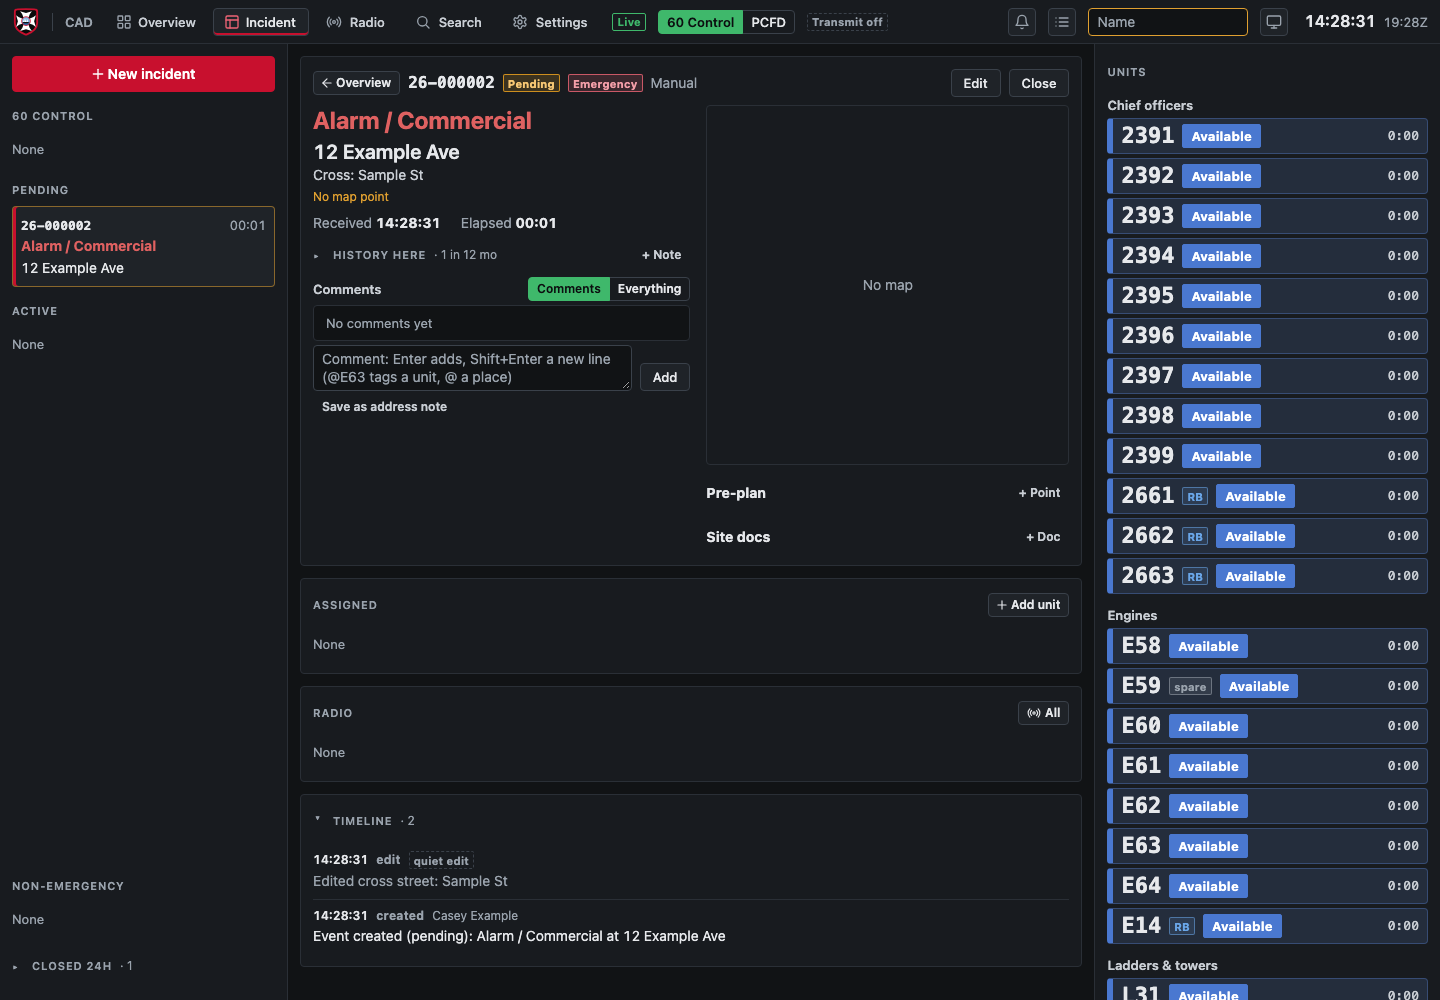 CAD
Overview
Incident
Radio
Search
Settings
Live
60 Control
PCFD
Transmit off
Name
14:28:31
19:28Z
+ New incident
60 CONTROL
None
PENDING
26-000002
00:01
Alarm / Commercial
12 Example Ave
ACTIVE
None
NON-EMERGENCY
None
CLOSED 24H · 1
← Overview
26-000002
Pending
Emergency
Manual
Edit
Close
Alarm / Commercial
12 Example Ave
Cross: Sample St
No map point
Received 14:28:31 Elapsed 00:01
HISTORY HERE · 1 in 12 mo
+ Note
Comments
Comments
Everything
No comments yet
Comment: Enter adds, Shift+Enter a new line
(@E63 tags a unit, @ a place)
Add
Save as address note
No map
Pre-plan
+ Point
Site docs
+ Doc
ASSIGNED
+ Add unit
None
RADIO
All
None
TIMELINE · 2
14:28:31 edit quiet edit
Edited cross street: Sample St
14:28:31 created Casey Example
Event created (pending): Alarm / Commercial at 12 Example Ave
UNITS
Chief officers
2391 Available 0:00
2392 Available 0:00
2393 Available 0:00
2394 Available 0:00
2395 Available 0:00
2396 Available 0:00
2397 Available 0:00
2398 Available 0:00
2399 Available 0:00
2661 RB Available 0:00
2662 RB Available 0:00
2663 RB Available 0:00
Engines
E58 Available 0:00
E59 spare Available 0:00
E60 Available 0:00
E61 Available 0:00
E62 Available 0:00
E63 Available 0:00
E64 Available 0:00
E14 RB Available 0:00
Ladders & towers
L31 Available 0:00